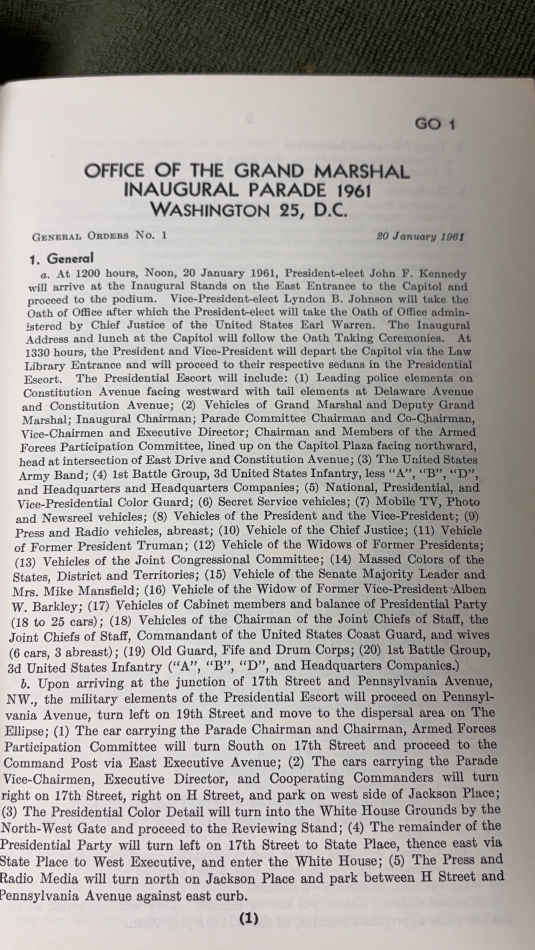 GO 1
OFFICE OF THE GRAND MARSHAL
INAUGURAL PARADE 1961
WASHINGTON 25, D.C.
GENERAL ORDERS No. 1 20 January 1961
1. General
a. At 1200 hours, Noon, 20 January 1961, President-elect John F. Kennedy
will arrive at the Inaugural Stands on the East Entrance to the Capitol and
proceed to the podium. Vice-President-elect Lyndon B. Johnson will take the
Oath of Office after which the President-elect will take the Oath of Office admin-
istered by Chief Justice of the United States Earl Warren. The Inaugural
Address and lunch at the Capitol will follow the Oath Taking Ceremonies. At
1330 hours, the President and Vice-President will depart the Capitol via the Law
Library Entrance and will proceed to their respective sedans in the Presidential
Escort. The Presidential Escort will include: (1) Leading police elements on
Constitution Avenue facing westward with tail elements at Delaware Avenue
and Constitution Avenue; (2) Vehicles of Grand Marshal and Deputy Grand
Marshal; Inaugural Chairman; Parade Committee Chairman and Co-Chairman,
Vice-Chairmen and Executive Director; Chairman and Members of the Armed
Forces Participation Committee, lined up on the Capitol Plaza facing northward,
head at intersection of East Drive and Constitution Avenue; (3) The United States
Army Band; (4) 1st Battle Group, 3d United States Infantry, less “A”, “B”, “D”,
and Headquarters and Headquarters Companies; (5) National, Presidential, and
Vice-Presidential Color Guard; (6) Secret Service vehicles; (7) Mobile TV, Photo
and Newsreel vehicles; (8) Vehicles of the President and the Vice-President; (9)
Press and Radio vehicles, abreast; (10) Vehicle of the Chief Justice; (11) Vehicle
of Former President Truman; (12) Vehicle of the Widows of Former Presidents;
(13) Vehicles of the Joint Congressional Committee; (14) Massed Colors of the
States, District and Territories; (15) Vehicle of the Senate Majority Leader and
Mrs. Mike Mansfield; (16) Vehicle of the Widow of Former Vice-President Alben
W. Barkley; (17) Vehicles of Cabinet members and balance of Presidential Party
(18 to 25 cars); (18) Vehicles of the Chairman of the Joint Chiefs of Staff, the
Joint Chiefs of Staff, Commandant of the United States Coast Guard, and wives
(6 cars, 3 abreast); (19) Old Guard, Fife and Drum Corps; (20) 1st Battle Group,
3d United States Infantry (“A”, “B”, “D”, and Headquarters Companies.)
b. Upon arriving at the junction of 17th Street and Pennsylvania Avenue,
NW., the military elements of the Presidential Escort will proceed on Pennsyl-
vania Avenue, turn left on 19th Street and move to the dispersal area on The
Ellipse; (1) The car carrying the Parade Chairman and Chairman, Armed Forces
Participation Committee will turn South on 17th Street and proceed to the
Command Post via East Executive Avenue; (2) The cars carrying the Parade
Vice-Chairmen, Executive Director, and Cooperating Commanders will turn
right on 17th Street, right on H Street, and park on west side of Jackson Place;
(3) The Presidential Color Detail will turn into the White House Grounds by the
North-West Gate and proceed to the Reviewing Stand; (4) The remainder of the
Presidential Party will turn left on 17th Street to State Place, thence east via
State Place to West Executive, and enter the White House; (5) The Press and
Radio Media will turn north on Jackson Place and park between H Street and
Pennsylvania Avenue against east curb.
(1)